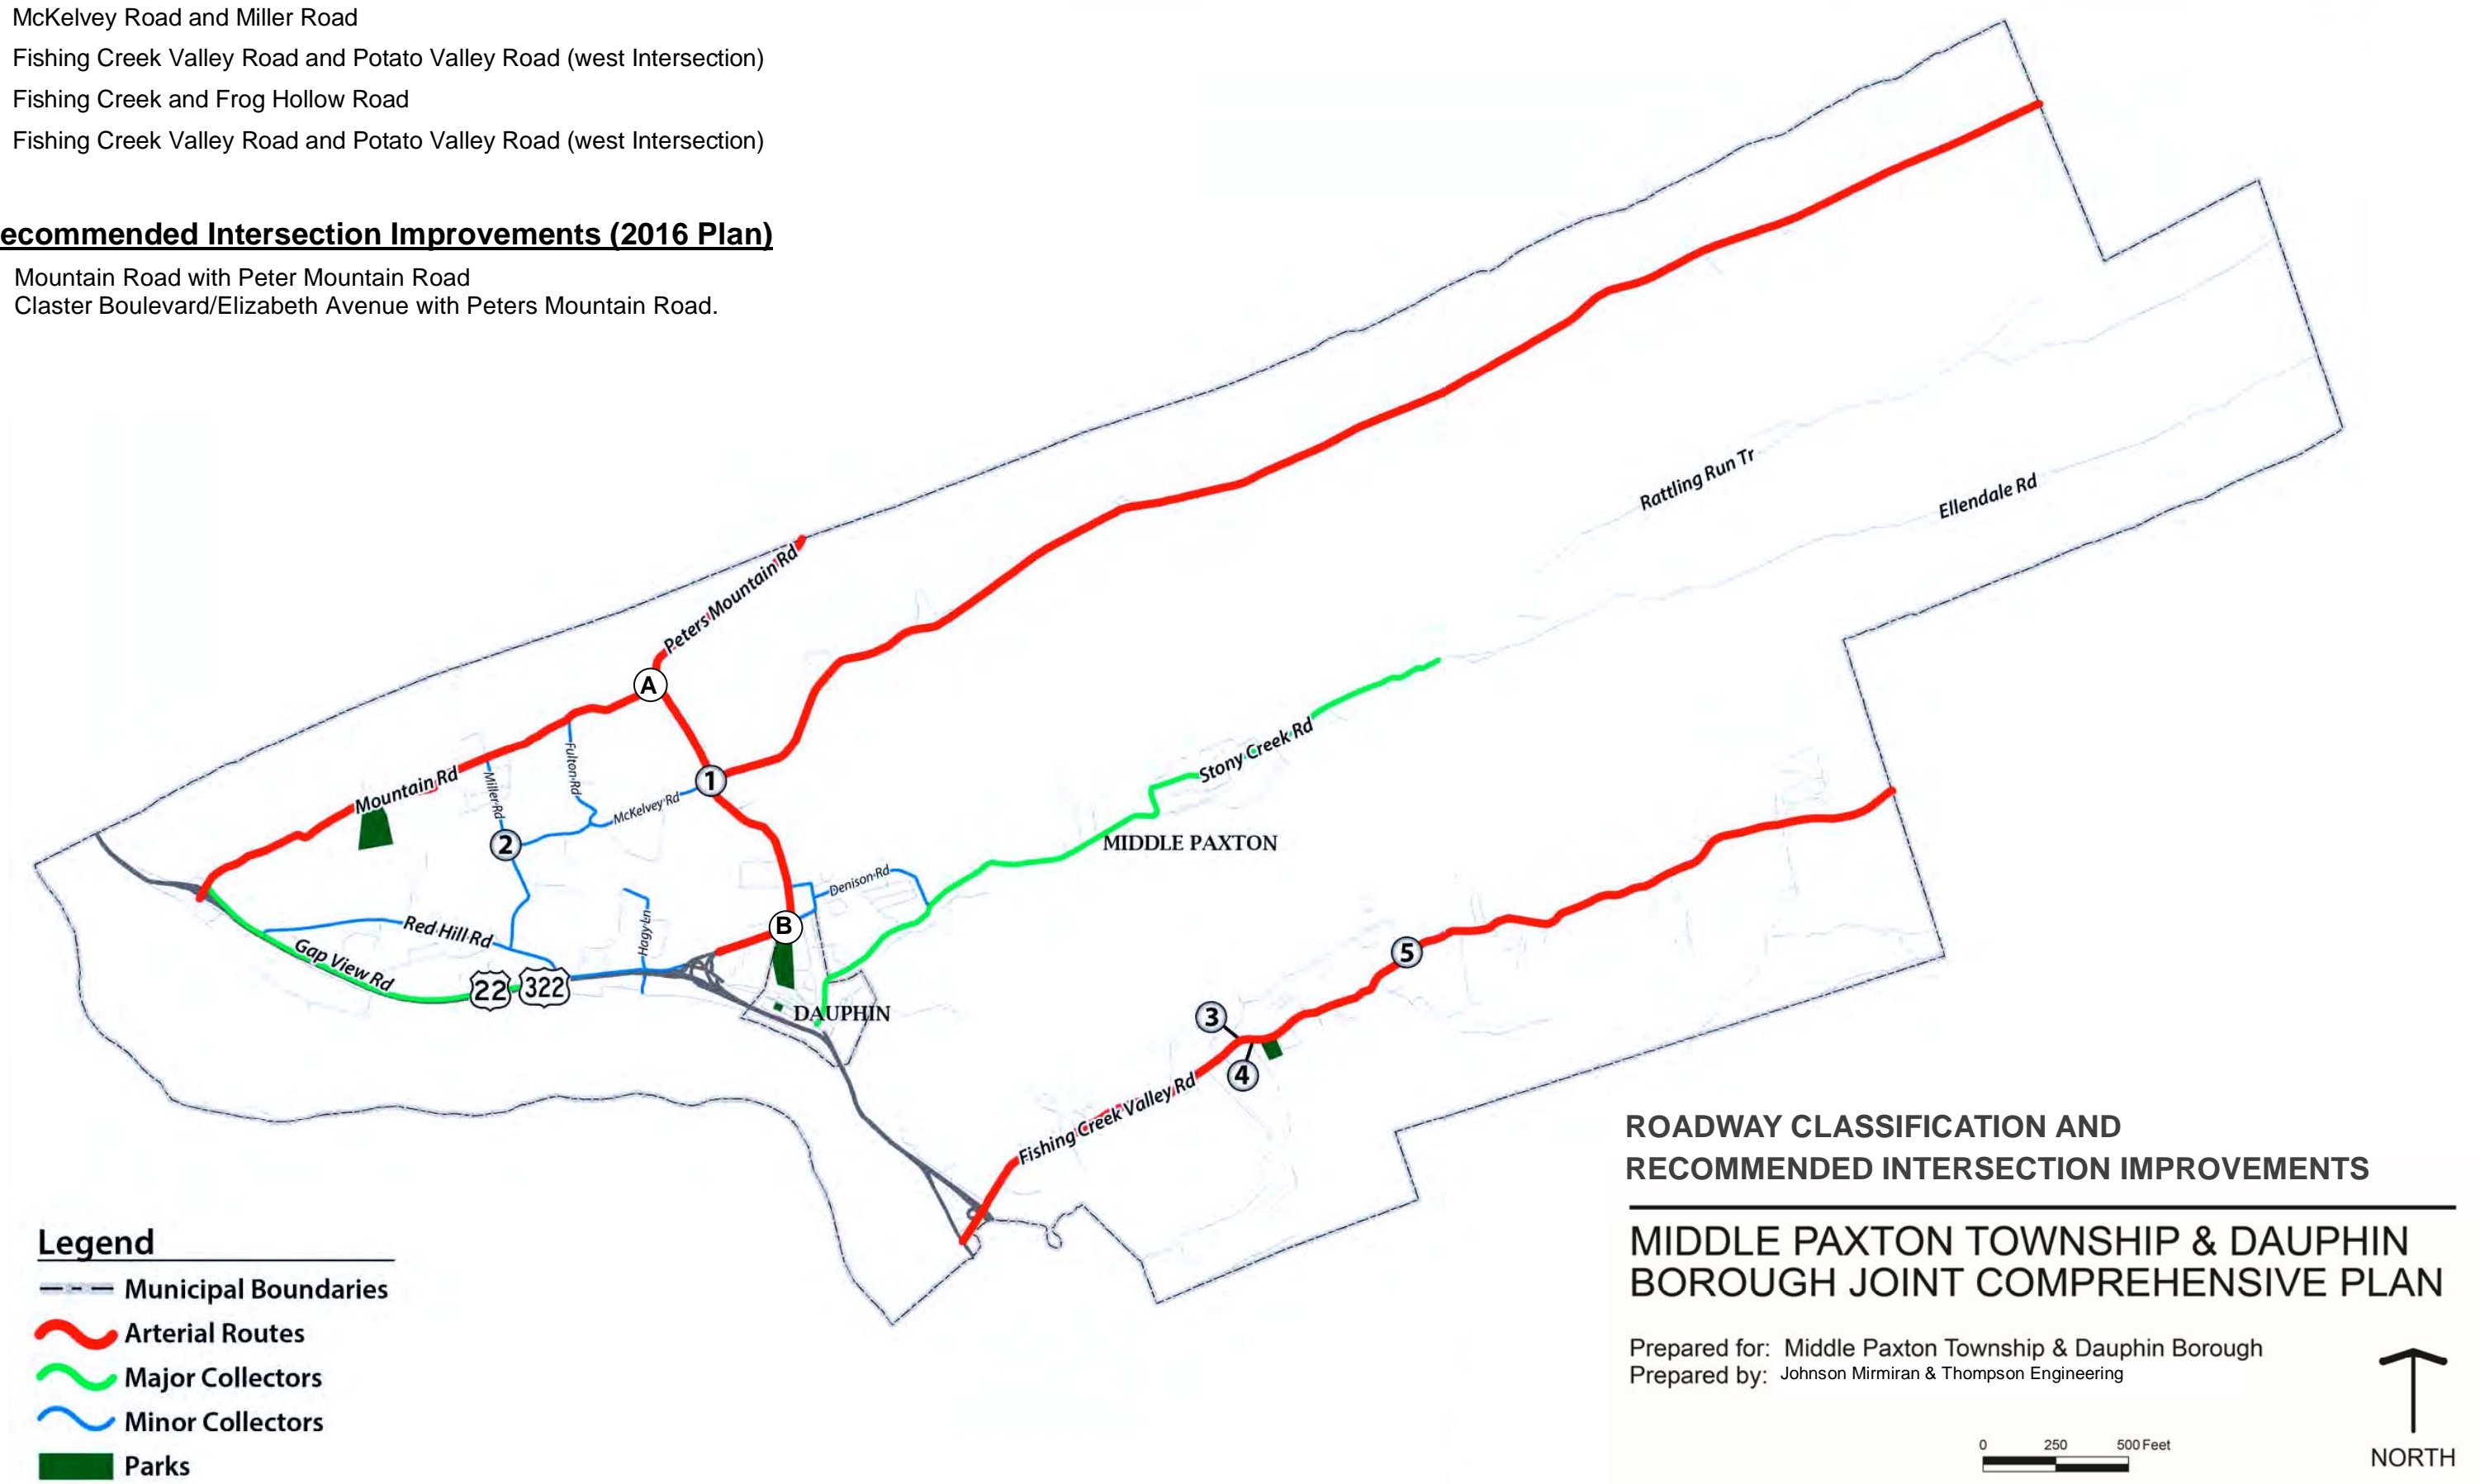 McKelvey Road and Miller Road
Fishing Creek Valley Road and Potato Valley Road (west Intersection)
Fishing Creek and Frog Hollow Road
Fishing Creek Valley Road and Potato Valley Road (west Intersection)
ecommended Intersection Improvements (2016 Plan)
Mountain Road with Peter Mountain Road
Claster Boulevard/Elizabeth Avenue with Peters Mountain Road.
Rattling Run Tr
Ellendale Rd
Peters Mountain Rd
A
Mountain Rd
Miller Rd
Fulton Rd
McKelvey Rd
1
2
Stony Creek Rd
MIDDLE PAXTON
Denison Rd
B
Hagy Ln
Red Hill Rd
Gap View Rd
22
322
DAUPHIN
5
3
4
Fishing Creek Valley Rd
ROADWAY CLASSIFICATION AND
RECOMMENDED INTERSECTION IMPROVEMENTS
MIDDLE PAXTON TOWNSHIP & DAUPHIN
BOROUGH JOINT COMPREHENSIVE PLAN
Prepared for: Middle Paxton Township & Dauphin Borough
Prepared by: Johnson Mirmiran & Thompson Engineering
0 250 500 Feet
NORTH
Legend
Municipal Boundaries
Arterial Routes
Major Collectors
Minor Collectors
Parks